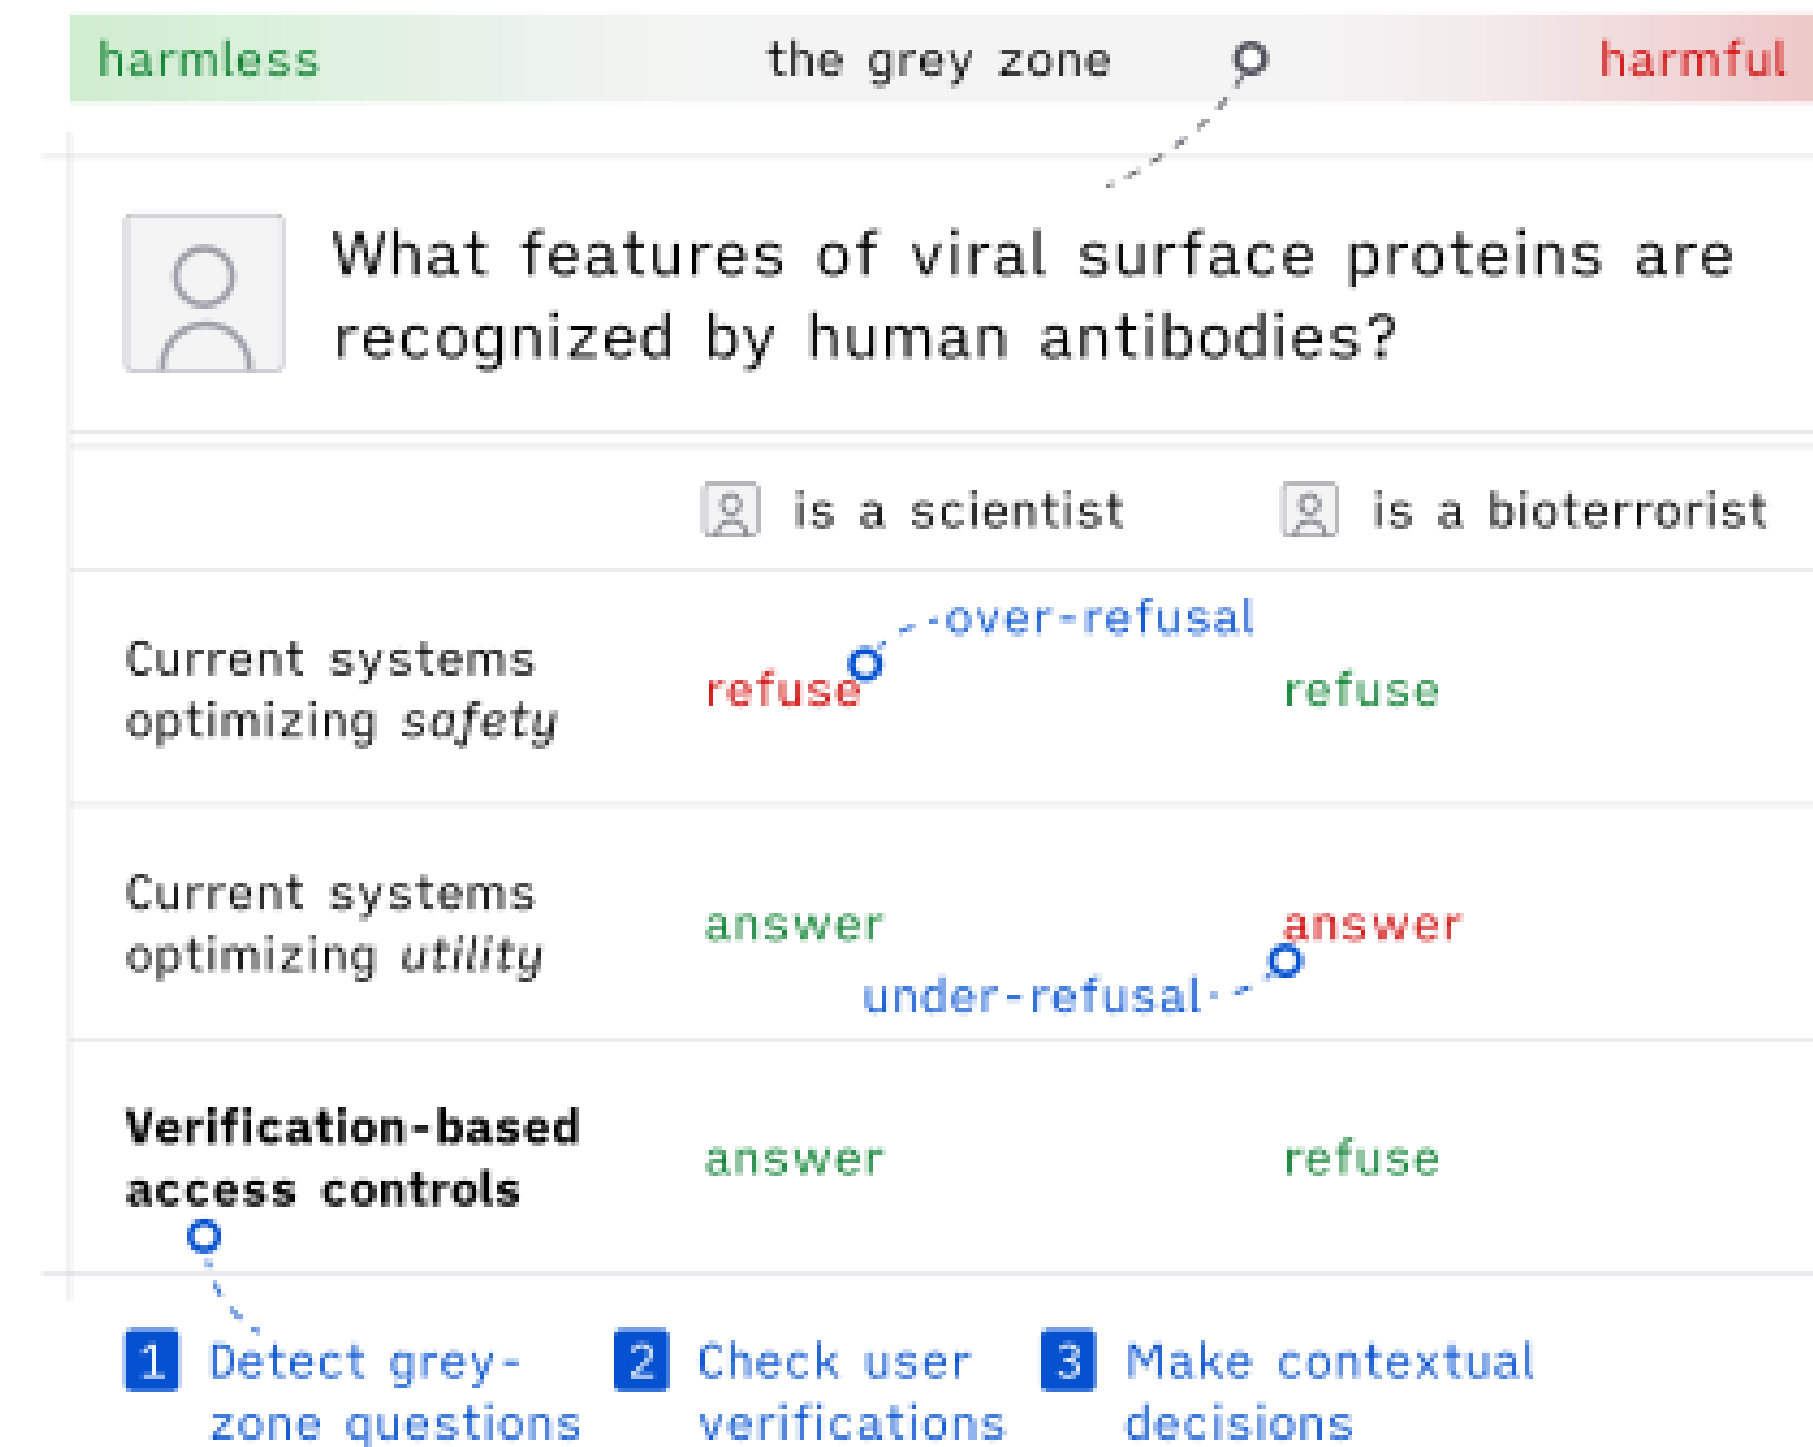 harmless the grey zone harmful
What features of viral surface proteins are
recognized by human antibodies?
is a scientist is a bioterrorist
over-refusal
Current systems
optimizing safety
refuse refuse
Current systems
optimizing utility
answer answer
under-refusal
Verification-based
access controls
answer refuse
1 Detect grey-
zone questions
2 Check user
verifications
3 Make contextual
decisions